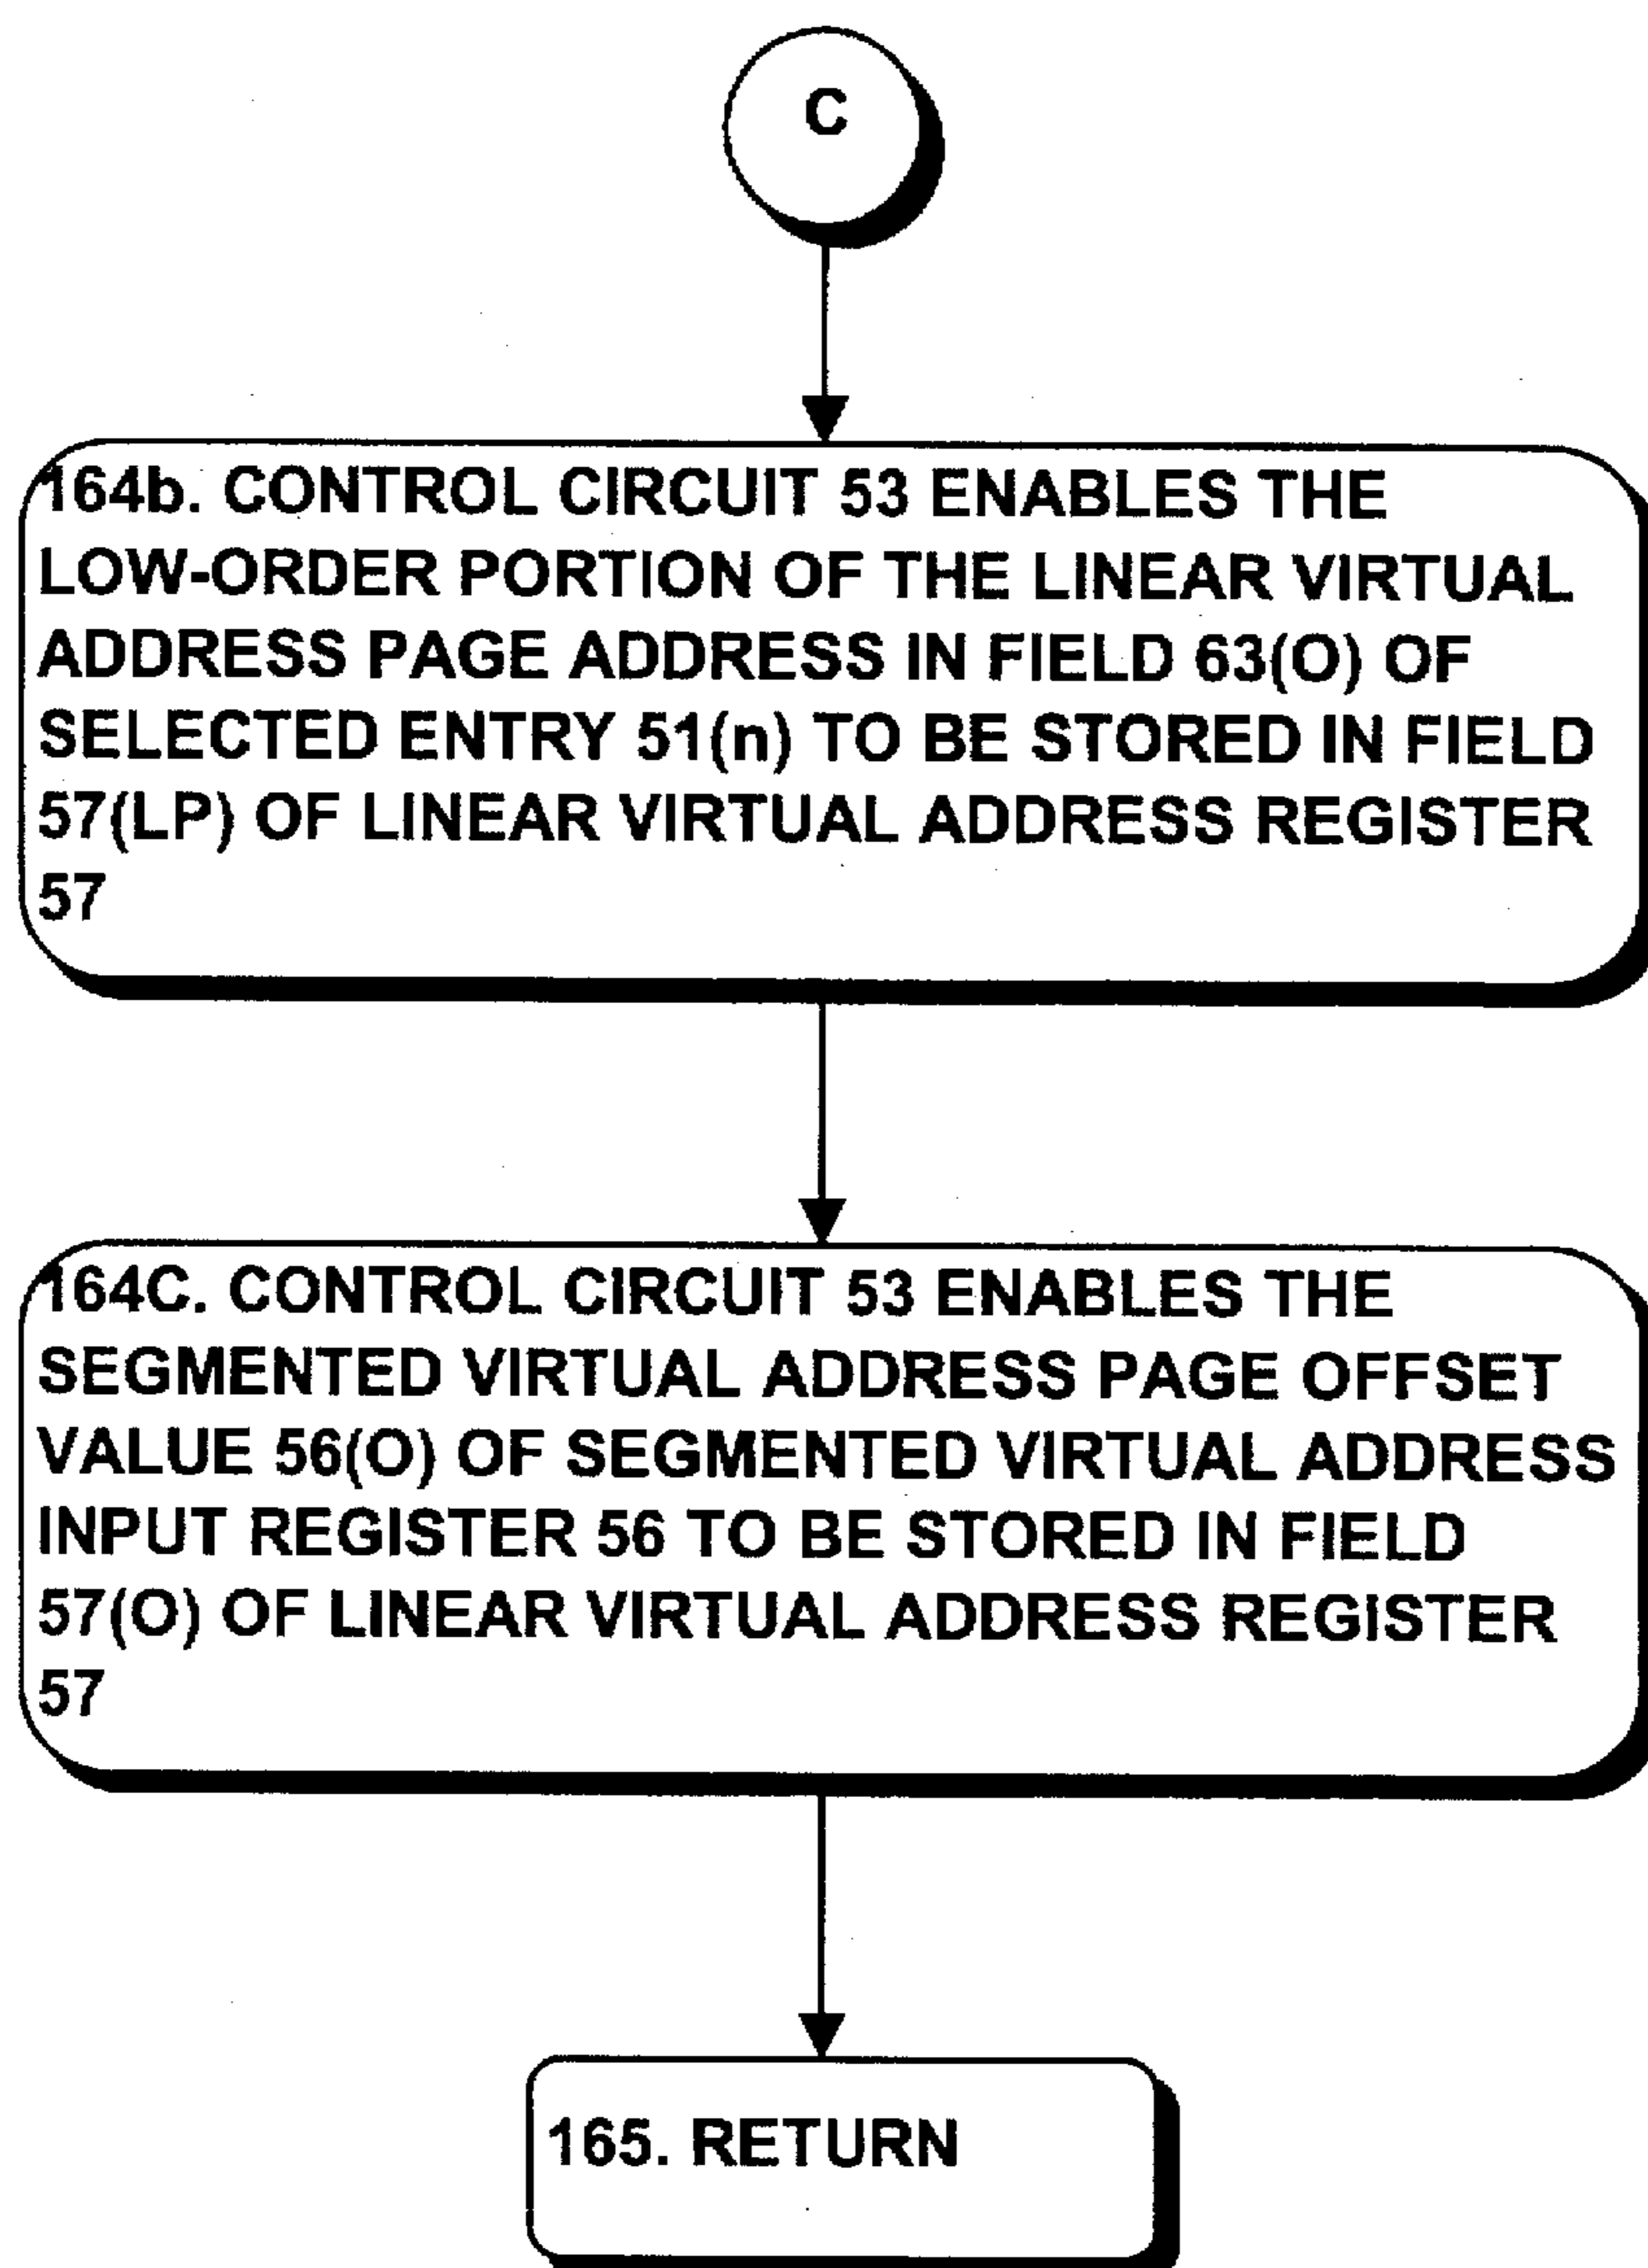 C
164b. CONTROL CIRCUIT 53 ENABLES THE
LOW-ORDER PORTION OF THE LINEAR VIRTUAL
ADDRESS PAGE ADDRESS IN FIELD 63(O) OF
SELECTED ENTRY 51(n) TO BE STORED IN FIELD
57(LP) OF LINEAR VIRTUAL ADDRESS REGISTER
57
164C. CONTROL CIRCUIT 53 ENABLES THE
SEGMENTED VIRTUAL ADDRESS PAGE OFFSET
VALUE 56(O) OF SEGMENTED VIRTUAL ADDRESS
INPUT REGISTER 56 TO BE STORED IN FIELD
57(O) OF LINEAR VIRTUAL ADDRESS REGISTER
57
165. RETURN